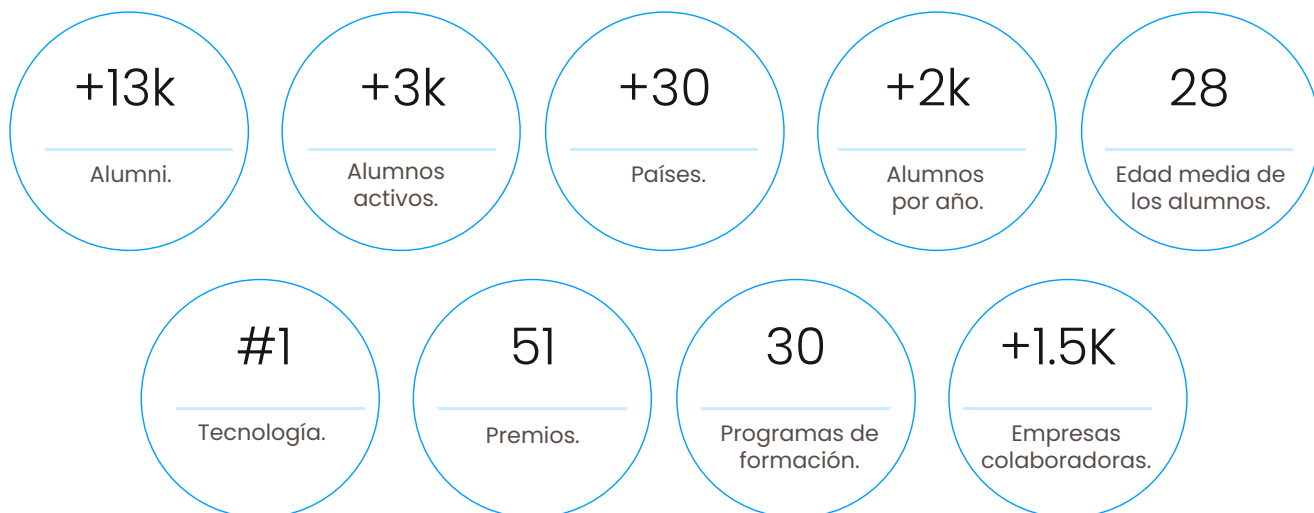 +13k
Alumni.
+3k
Alumnos
activos.
+30
Países.
+2k
Alumnos
por año.
28
Edad media de
los alumnos.
#1
Tecnología.
51
Premios.
30
Programas de
formación.
+1.5K
Empresas
colaboradoras.